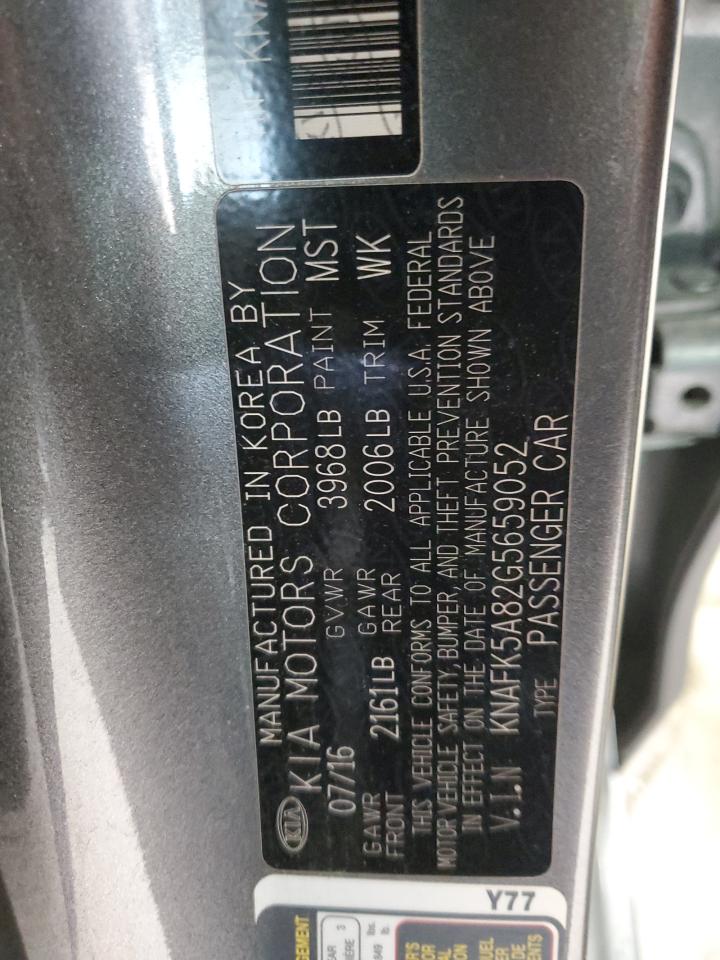 MANUFACTURED IN KOREA BY
KIA KIA MOTORS CORPORATION
07/16 GVWR 3968LB PAINT MST
GAWR FRONT 2161LB GAWR REAR 2006LB TRIM WK
THIS VEHICLE CONFORMS TO ALL APPLICABLE U.S.A. FEDERAL
MOTOR VEHICLE SAFETY, BUMPER, AND THEFT PREVENTION STANDARDS
IN EFFECT ON THE DATE OF MANUFACTURE SHOWN ABOVE
V.I.N KNAFK5A82G5659052
TYPE PASSENGER CAR
Y77